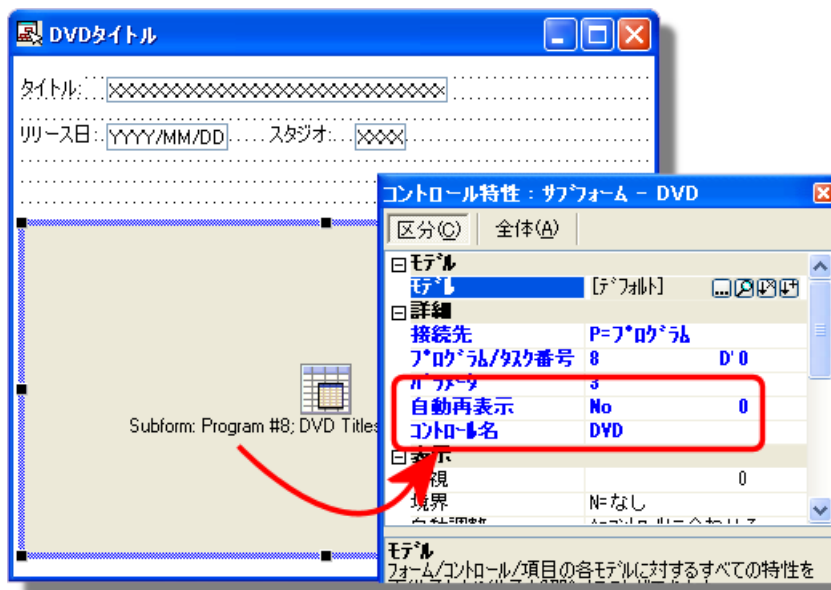 DVDﾀｲﾄﾙ
ﾀｲﾄﾙ: XXXXXXXXXXXXXXXXXXXXXXXXXXXXXX
ﾘﾘｰｽ日: YYYY/MM/DD ｽﾀｼﾞｵ: XXXX
Subform: Program #8; DVD Titles
ｺﾝﾄﾛｰﾙ特性 : ｻﾌﾞﾌｫｰﾑ - DVD
区分(C) 全体(A)
ﾓﾃﾞﾙ
ﾓﾃﾞﾙ [ﾃﾞﾌｫﾙﾄ] ...
詳細
接続先 P=ﾌﾟﾛｸﾞﾗﾑ
ﾌﾟﾛｸﾞﾗﾑ/ﾀｽｸ番号 8 D'0
ﾊﾟﾗﾒｰﾀ 3
自動再表示 No 0
ｺﾝﾄﾛｰﾙ名 DVD
表示
視 0
境界 N=なし
ﾓﾃﾞﾙ
ﾌｫｰﾑ/ｺﾝﾄﾛｰﾙ/項目の各ﾓﾃﾞﾙに対するすべての特性を